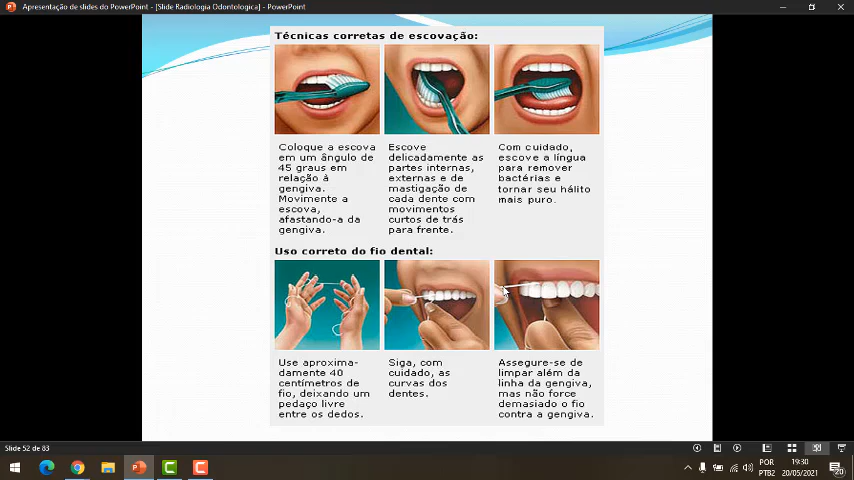 Apresentação de slides do PowerPoint - [Slide Radiologia Odontologica] - PowerPoint
Técnicas corretas de escovação:
Coloque a escova
em um ângulo de
45 graus em
relação à
gengiva.
Movimente a
escova,
afastando-a da
gengiva.
Escove
delicadamente as
partes internas,
externas e de
mastigação de
cada dente com
movimentos
curtos de trás
para frente.
Com cuidado,
escove a língua
para remover
bactérias e
tornar seu hálito
mais puro.
Uso correto do fio dental:
Use aproxima-
damente 40
centímetros de
fio, deixando um
pedaço livre
entre os dedos.
Siga, com
cuidado, as
curvas dos
dentes.
Assegure-se de
limpar além da
linha da gengiva,
mas não force
demasiado o fio
contra a gengiva.
Slide 52 de 83
POR
PTB2
19:30
20/05/2021
20